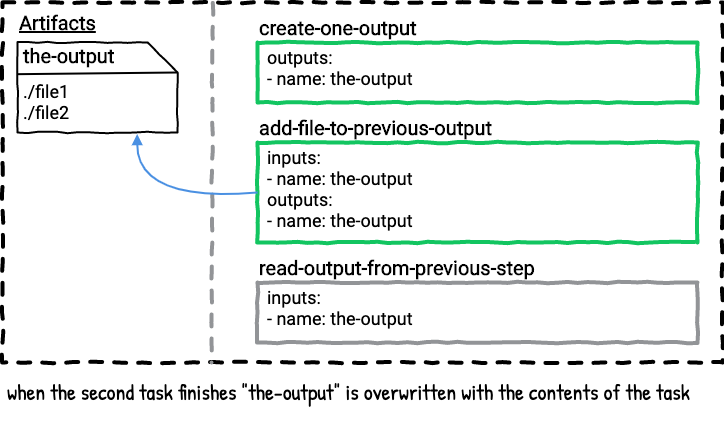 Artifacts
the-output
./file1
./file2
create-one-output
outputs:
- name: the-output
add-file-to-previous-output
inputs:
- name: the-output
outputs:
- name: the-output
read-output-from-previous-step
inputs:
- name: the-output
when the second task finishes "the-output" is overwritten with the contents of the task